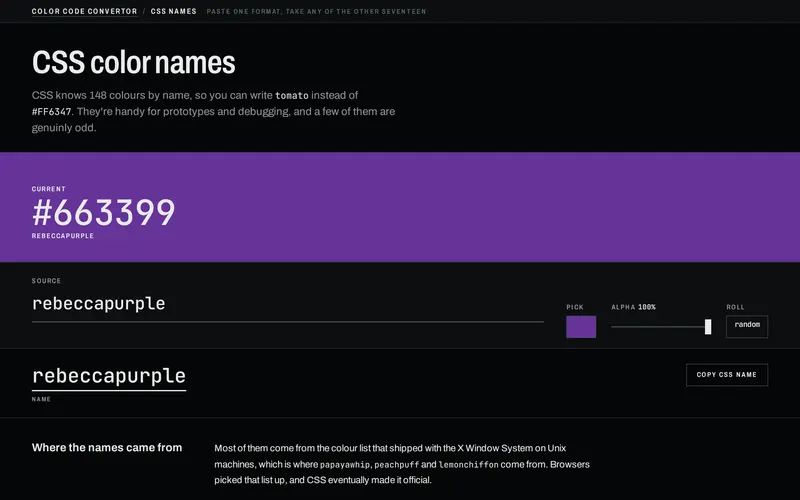 COLOR CODE CONVERTOR / CSS NAMES PASTE ONE FORMAT, TAKE ANY OF THE OTHER SEVENTEEN
CSS color names
CSS knows 148 colours by name, so you can write tomato instead of
#FF6347. They're handy for prototypes and debugging, and a few of them are
genuinely odd.
CURRENT
#663399
REBECCAPURPLE
SOURCE
rebeccapurple
PICK
ALPHA 100%
ROLL
random
rebeccapurple
NAME
COPY CSS NAME
Where the names came from
Most of them come from the colour list that shipped with the X Window System on Unix
machines, which is where papayawhip, peachpuff and lemonchiffon come from. Browsers
picked that list up, and CSS eventually made it official.